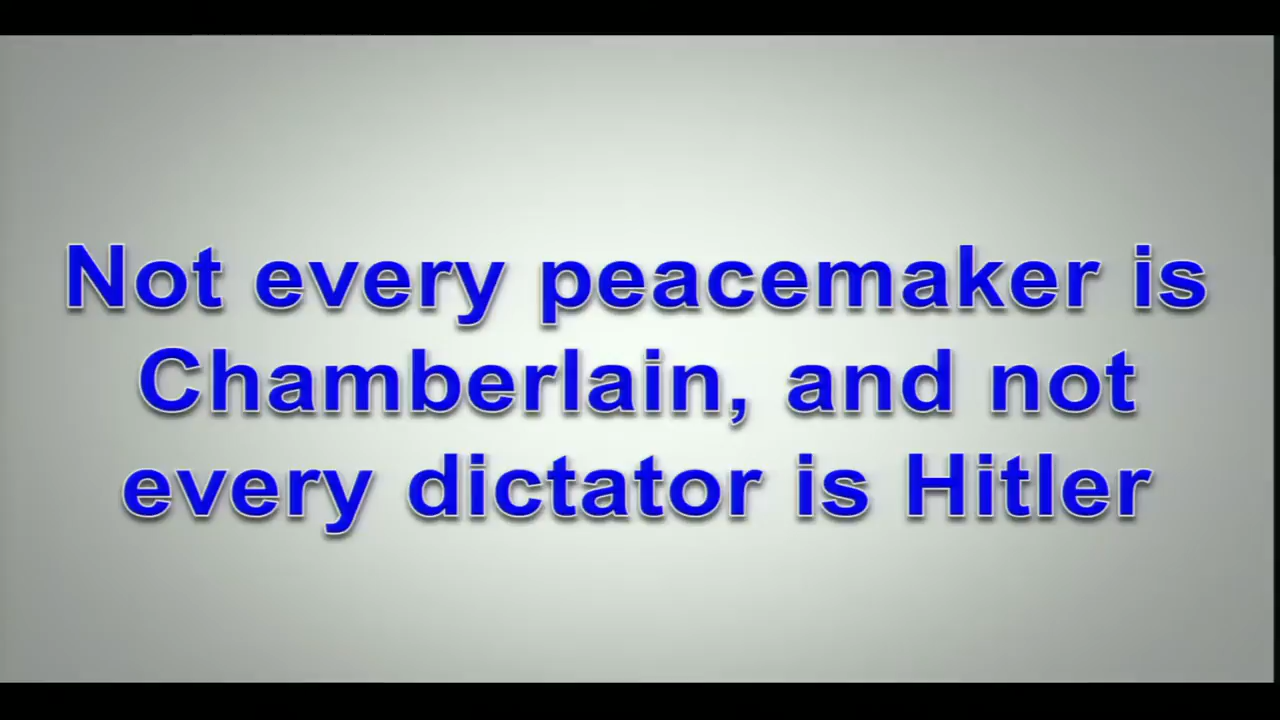 Not every peacemaker is
Chamberlain, and not
every dictator is Hitler